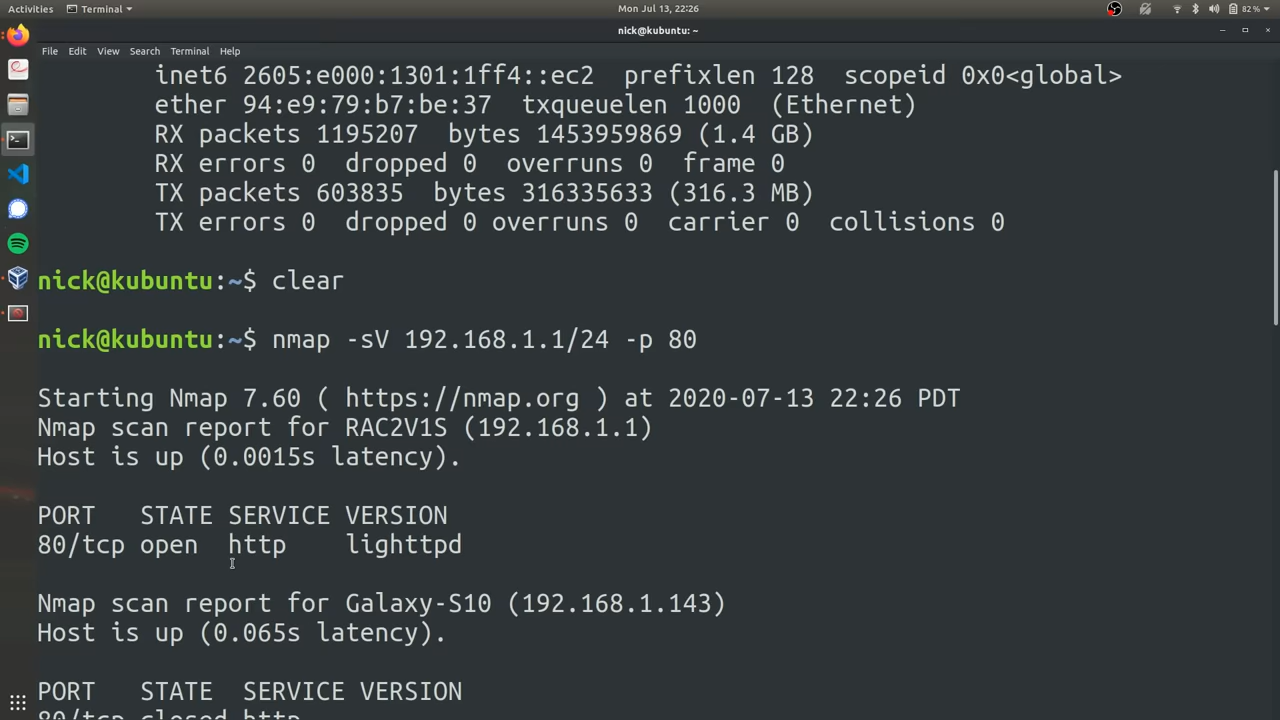 Activities
Terminal
Mon Jul 13, 22:26
82 %
nick@kubuntu: ~
File Edit View Search Terminal Help
inet6 2605:e000:1301:1ff4::ec2  prefixlen 128  scopeid 0x0<global>
ether 94:e9:79:b7:be:37  txqueuelen 1000  (Ethernet)
RX packets 1195207  bytes 1453959869 (1.4 GB)
RX errors 0  dropped 0  overruns 0  frame 0
TX packets 603835  bytes 316335633 (316.3 MB)
TX errors 0  dropped 0 overruns 0  carrier 0  collisions 0
nick@kubuntu:~$ clear
nick@kubuntu:~$ nmap -sV 192.168.1.1/24 -p 80
Starting Nmap 7.60 ( https://nmap.org ) at 2020-07-13 22:26 PDT
Nmap scan report for RAC2V1S (192.168.1.1)
Host is up (0.0015s latency).
PORT   STATE SERVICE VERSION
80/tcp open  http    lighttpd
Nmap scan report for Galaxy-S10 (192.168.1.143)
Host is up (0.065s latency).
PORT   STATE  SERVICE VERSION
80/tcp closed http